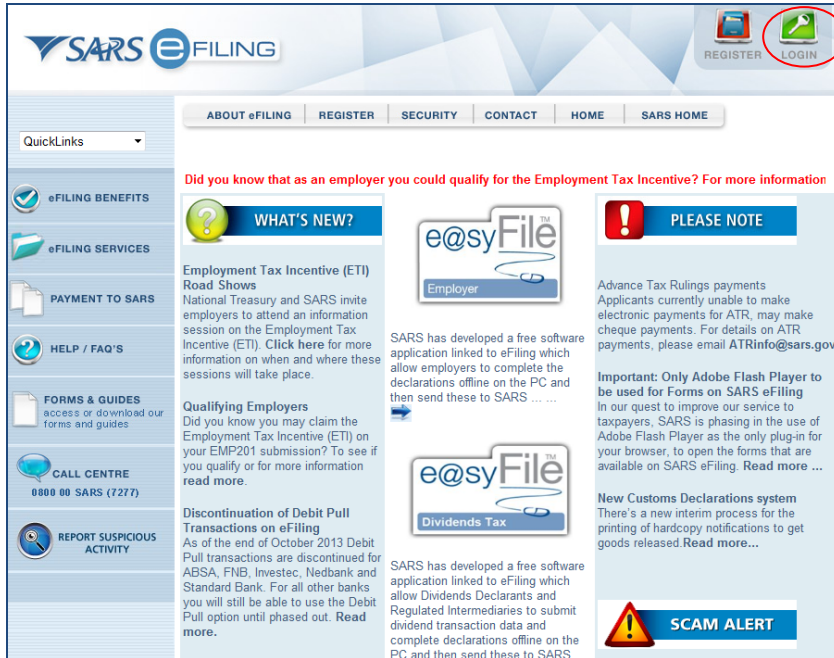 SARS eFILING
REGISTER
LOGIN
ABOUT eFILING
REGISTER
SECURITY
CONTACT
HOME
SARS HOME
QuickLinks
Did you know that as an employer you could qualify for the Employment Tax Incentive? For more information
eFILING BENEFITS
eFILING SERVICES
PAYMENT TO SARS
HELP / FAQ'S
FORMS & GUIDES
access or download our
forms and guides
CALL CENTRE
0800 00 SARS (7277)
REPORT SUSPICIOUS
ACTIVITY
WHAT'S NEW?
Employment Tax Incentive (ETI)
Road Shows
National Treasury and SARS invite
employers to attend an information
session on the Employment Tax
Incentive (ETI). Click here for more
information on when and where these
sessions will take place.
Qualifying Employers
Did you know you may claim the
Employment Tax Incentive (ETI) on
your EMP201 submission? To see if
you qualify or for more information
read more.
Discontinuation of Debit Pull
Transactions on eFiling
As of the end of October 2013 Debit
Pull transactions are discontinued for
ABSA, FNB, Investec, Nedbank and
Standard Bank. For all other banks
you will still be able to use the Debit
Pull option until phased out. Read
more.
e@syFile™
Employer
SARS has developed a free software
application linked to eFiling which
allow employers to complete the
declarations offline on the PC and
then send these to SARS ... ...
e@syFile™
Dividends Tax
SARS has developed a free software
application linked to eFiling which
allow Dividends Declarants and
Regulated Intermediaries to submit
dividend transaction data and
complete declarations offline on the
PC and then send these to SARS
PLEASE NOTE
Advance Tax Rulings payments
Applicants currently unable to make
electronic payments for ATR, may make
cheque payments. For details on ATR
payments, please email ATRinfo@sars.gov
Important: Only Adobe Flash Player to
be used for Forms on SARS eFiling
In our quest to improve our service to
taxpayers, SARS is phasing in the use of
Adobe Flash Player as the only plug-in for
your browser, to open the forms that are
available on SARS eFiling. Read more ...
New Customs Declarations system
There's a new interim process for the
printing of hardcopy notifications to get
goods released.Read more...
SCAM ALERT